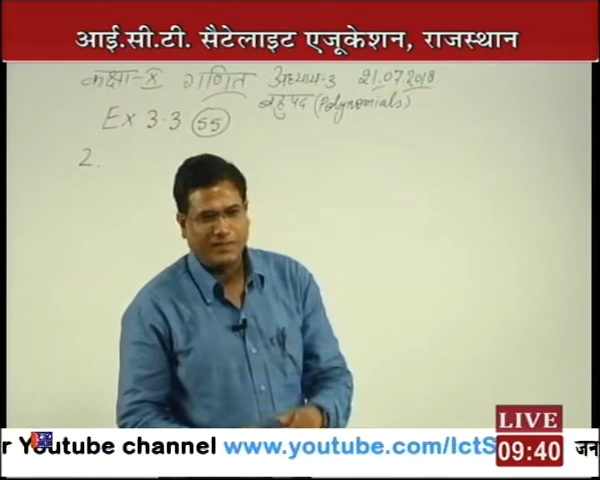 आई.सी.टी. सैटेलाइट एजूकेशन, राजस्थान
कक्षा-X गणित अध्याय-3 21.07.2018
बहुपद (Polynomials)
Ex 3.3 55
2.
r Youtube channel www.youtube.com/IctS
LIVE
09:40
जन